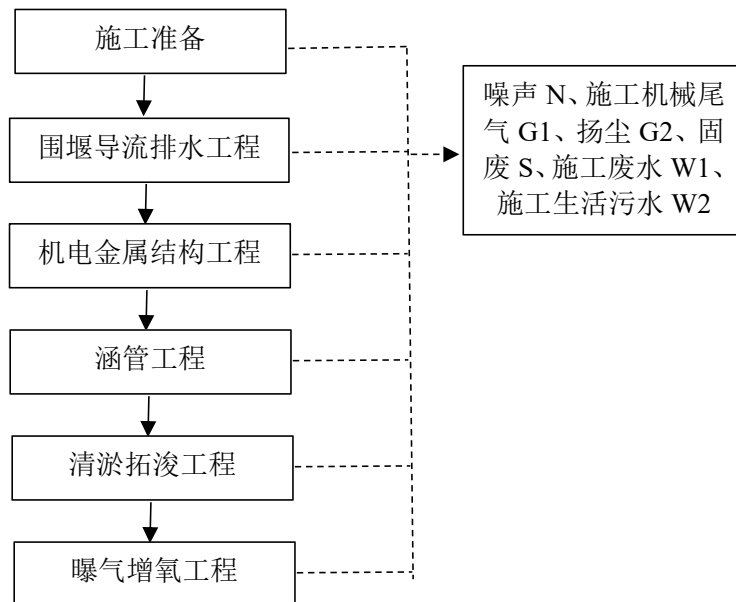 施工准备
围堰导流排水工程
机电金属结构工程
涵管工程
清淤拓浚工程
曝气增氧工程
噪声 N、施工机械尾
气 G1、扬尘 G2、固
废 S、施工废水 W1、
施工生活污水 W2